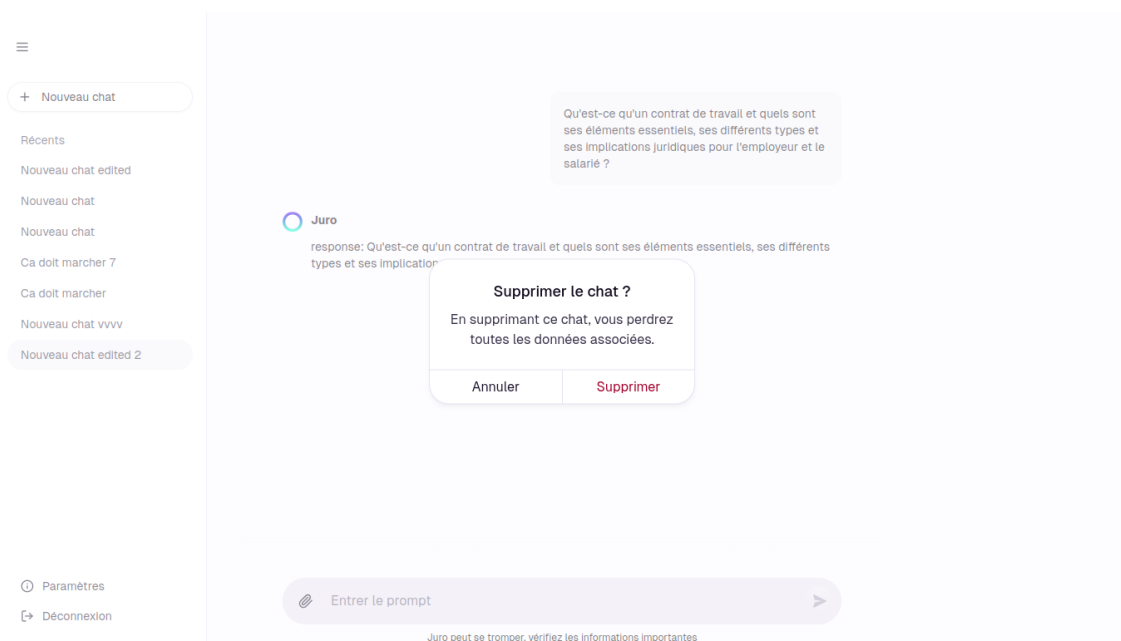 Nouveau chat
Récents
Nouveau chat edited
Nouveau chat
Nouveau chat
Ca doit marcher 7
Ca doit marcher
Nouveau chat vvvv
Nouveau chat edited 2
Paramètres
Déconnexion
Qu'est-ce qu'un contrat de travail et quels sont
ses éléments essentiels, ses différents types et
ses implications juridiques pour l'employeur et le
salarié ?
Juro
response: Qu'est-ce qu'un contrat de travail et quels sont ses éléments essentiels, ses différents
types et ses implication
Supprimer le chat ?
En supprimant ce chat, vous perdrez
toutes les données associées.
Annuler
Supprimer
Entrer le prompt
Juro peut se tromper, vérifiez les informations importantes